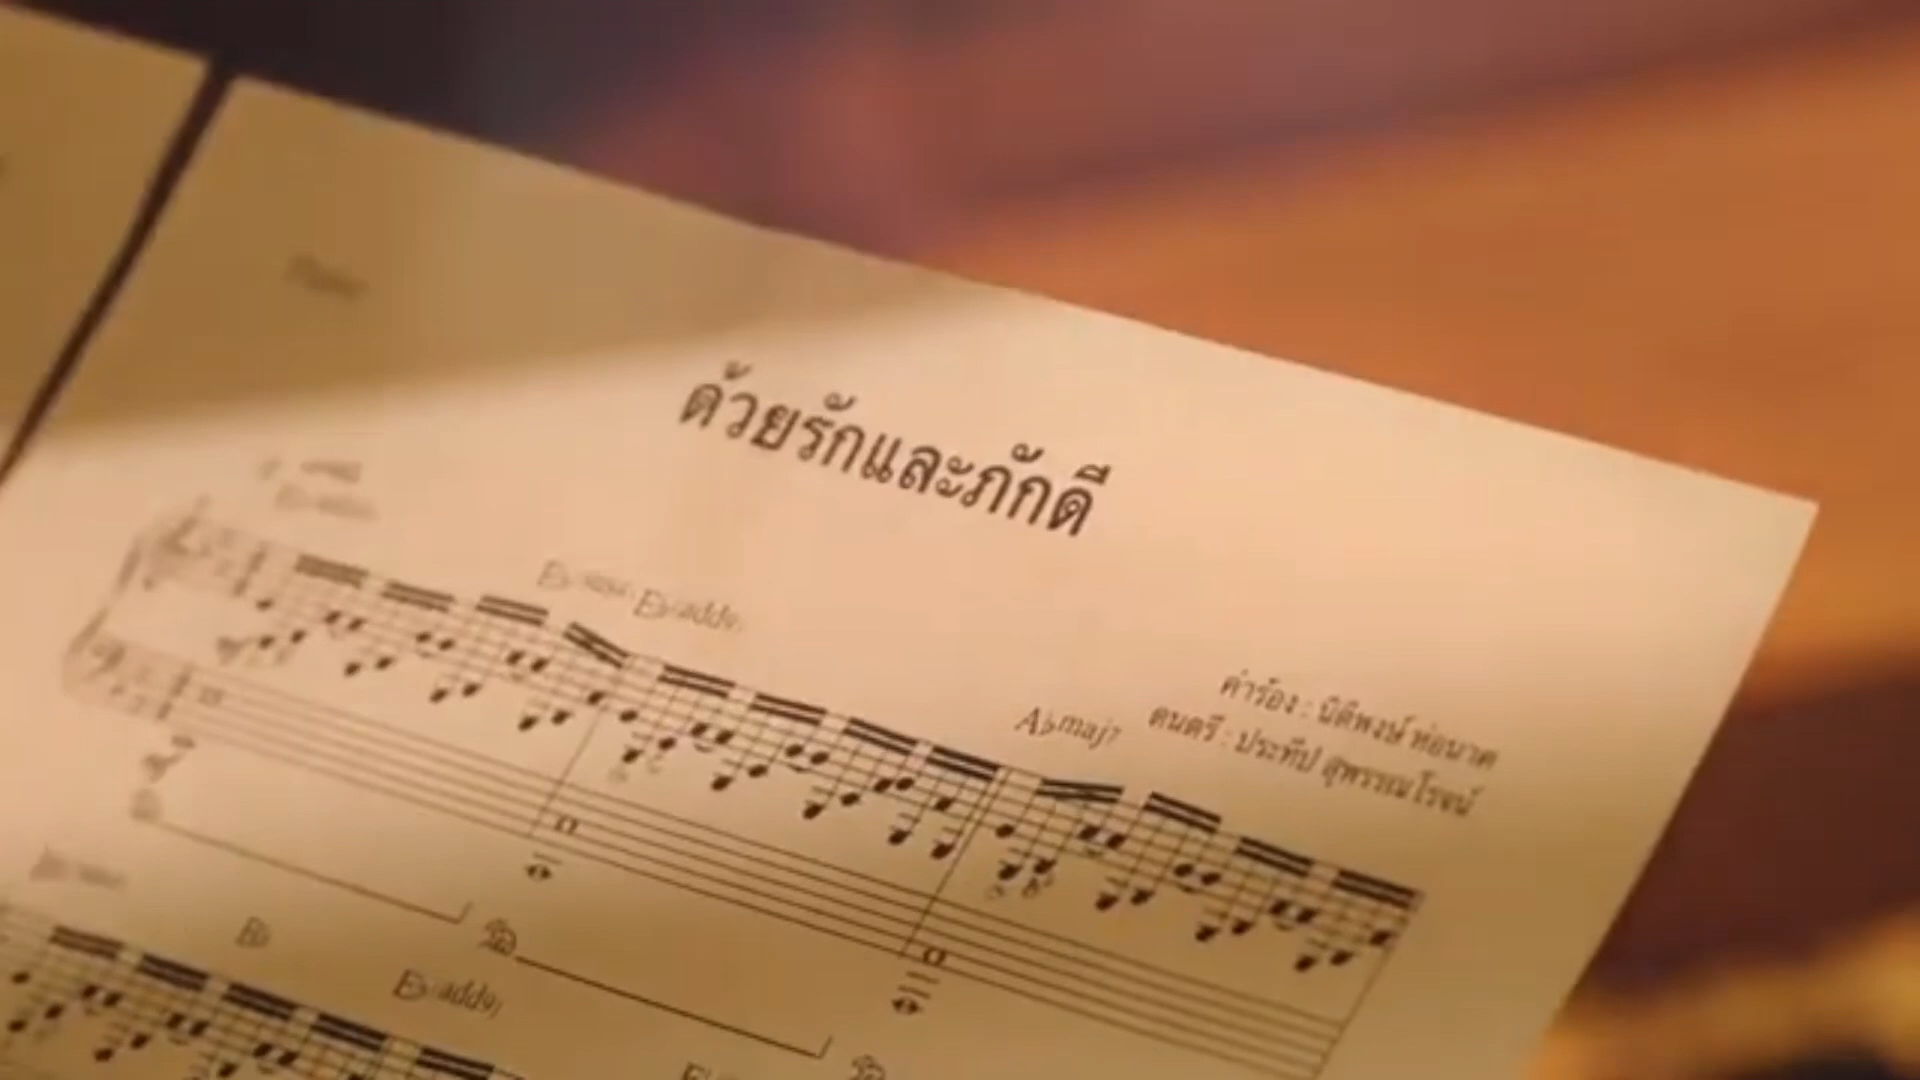 ด้วยรักและภักดี
คำร้อง : นิติพงษ์ ห่อนาค
ดนตรี : ประทีป สุพรรณโรจน์
E♭(add9)
A♭maj7
B♭
E♭(add9)